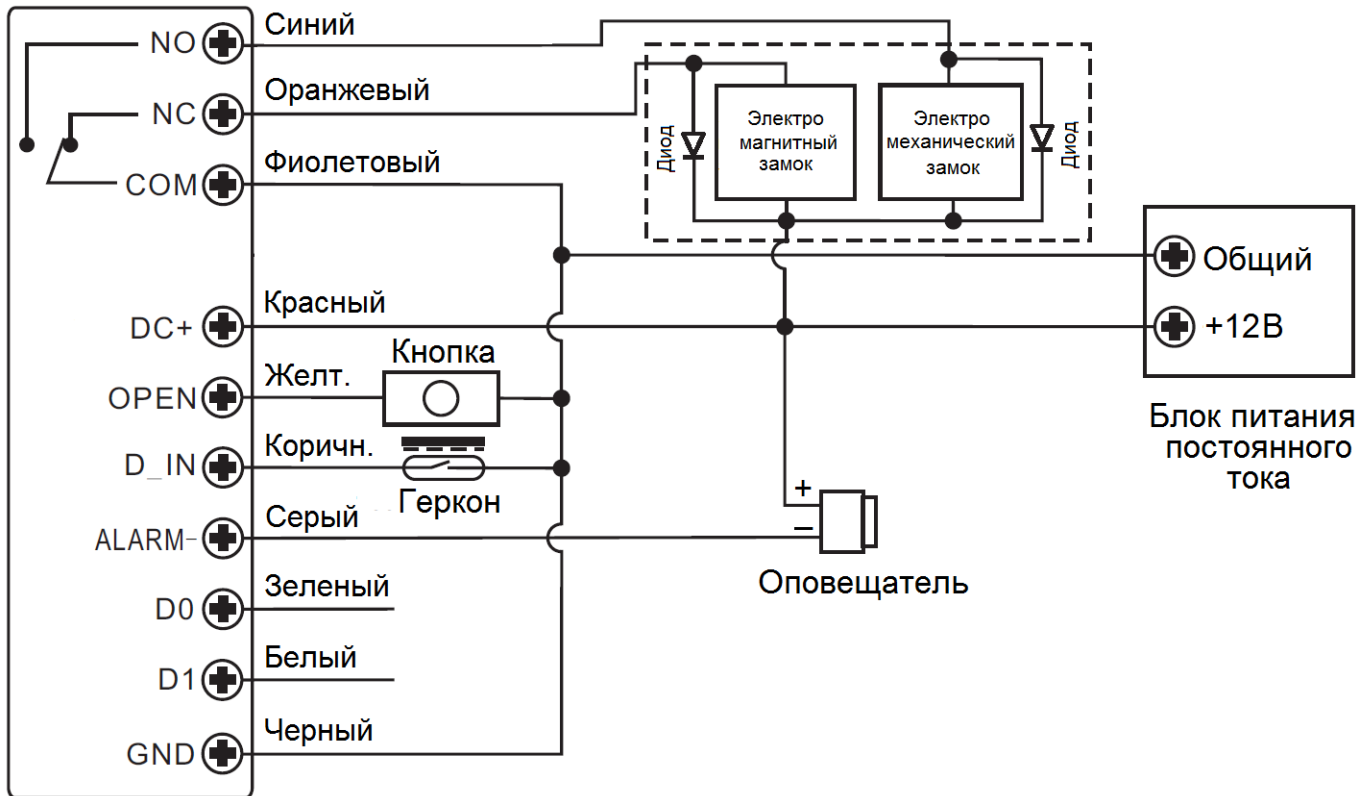 NO
Синий
NC
Оранжевый
COM
Фиолетовый
Диод
Электро
магнитный
замок
Электро
механический
замок
Диод
Общий
+12В
Блок питания
постоянного
тока
DC+
Красный
OPEN
Желт.
Кнопка
D_IN
Коричн.
Геркон
ALARM-
Серый
+
–
Оповещатель
D0
Зеленый
D1
Белый
GND
Черный